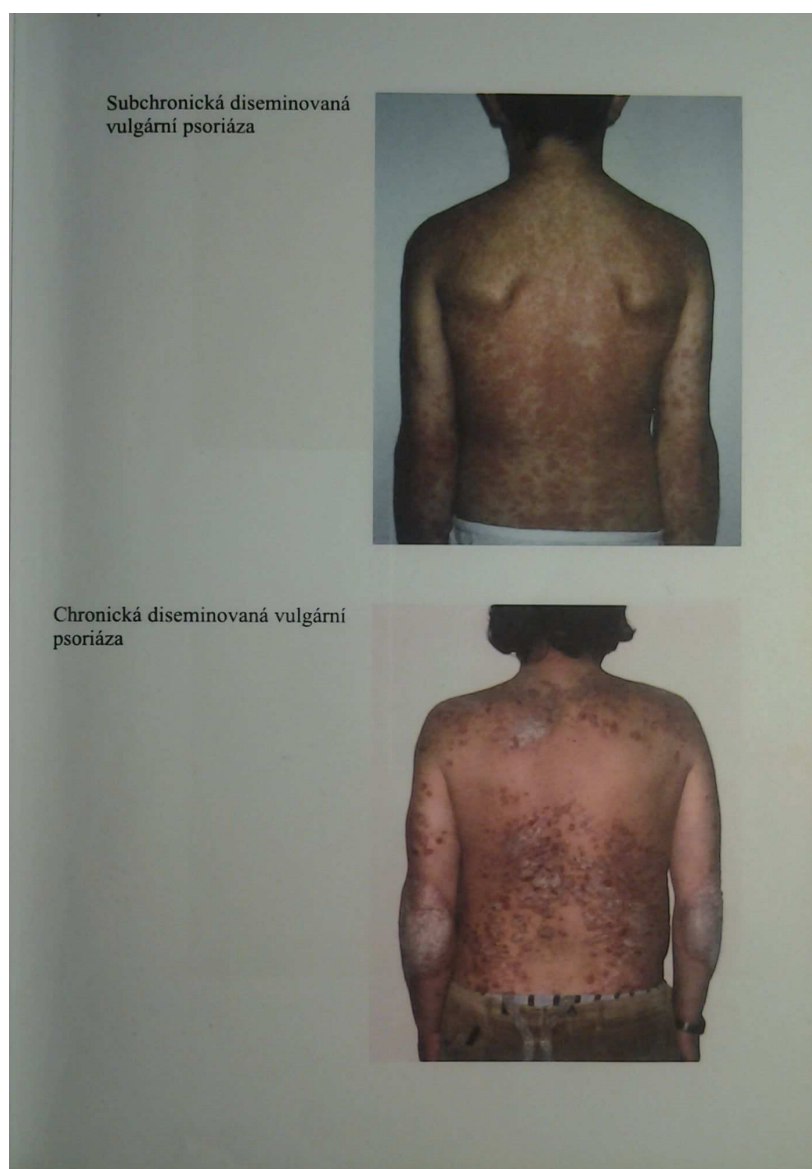 Subchronická diseminovaná
vulgární psoriáza
Chronická diseminovaná vulgární
psoriáza